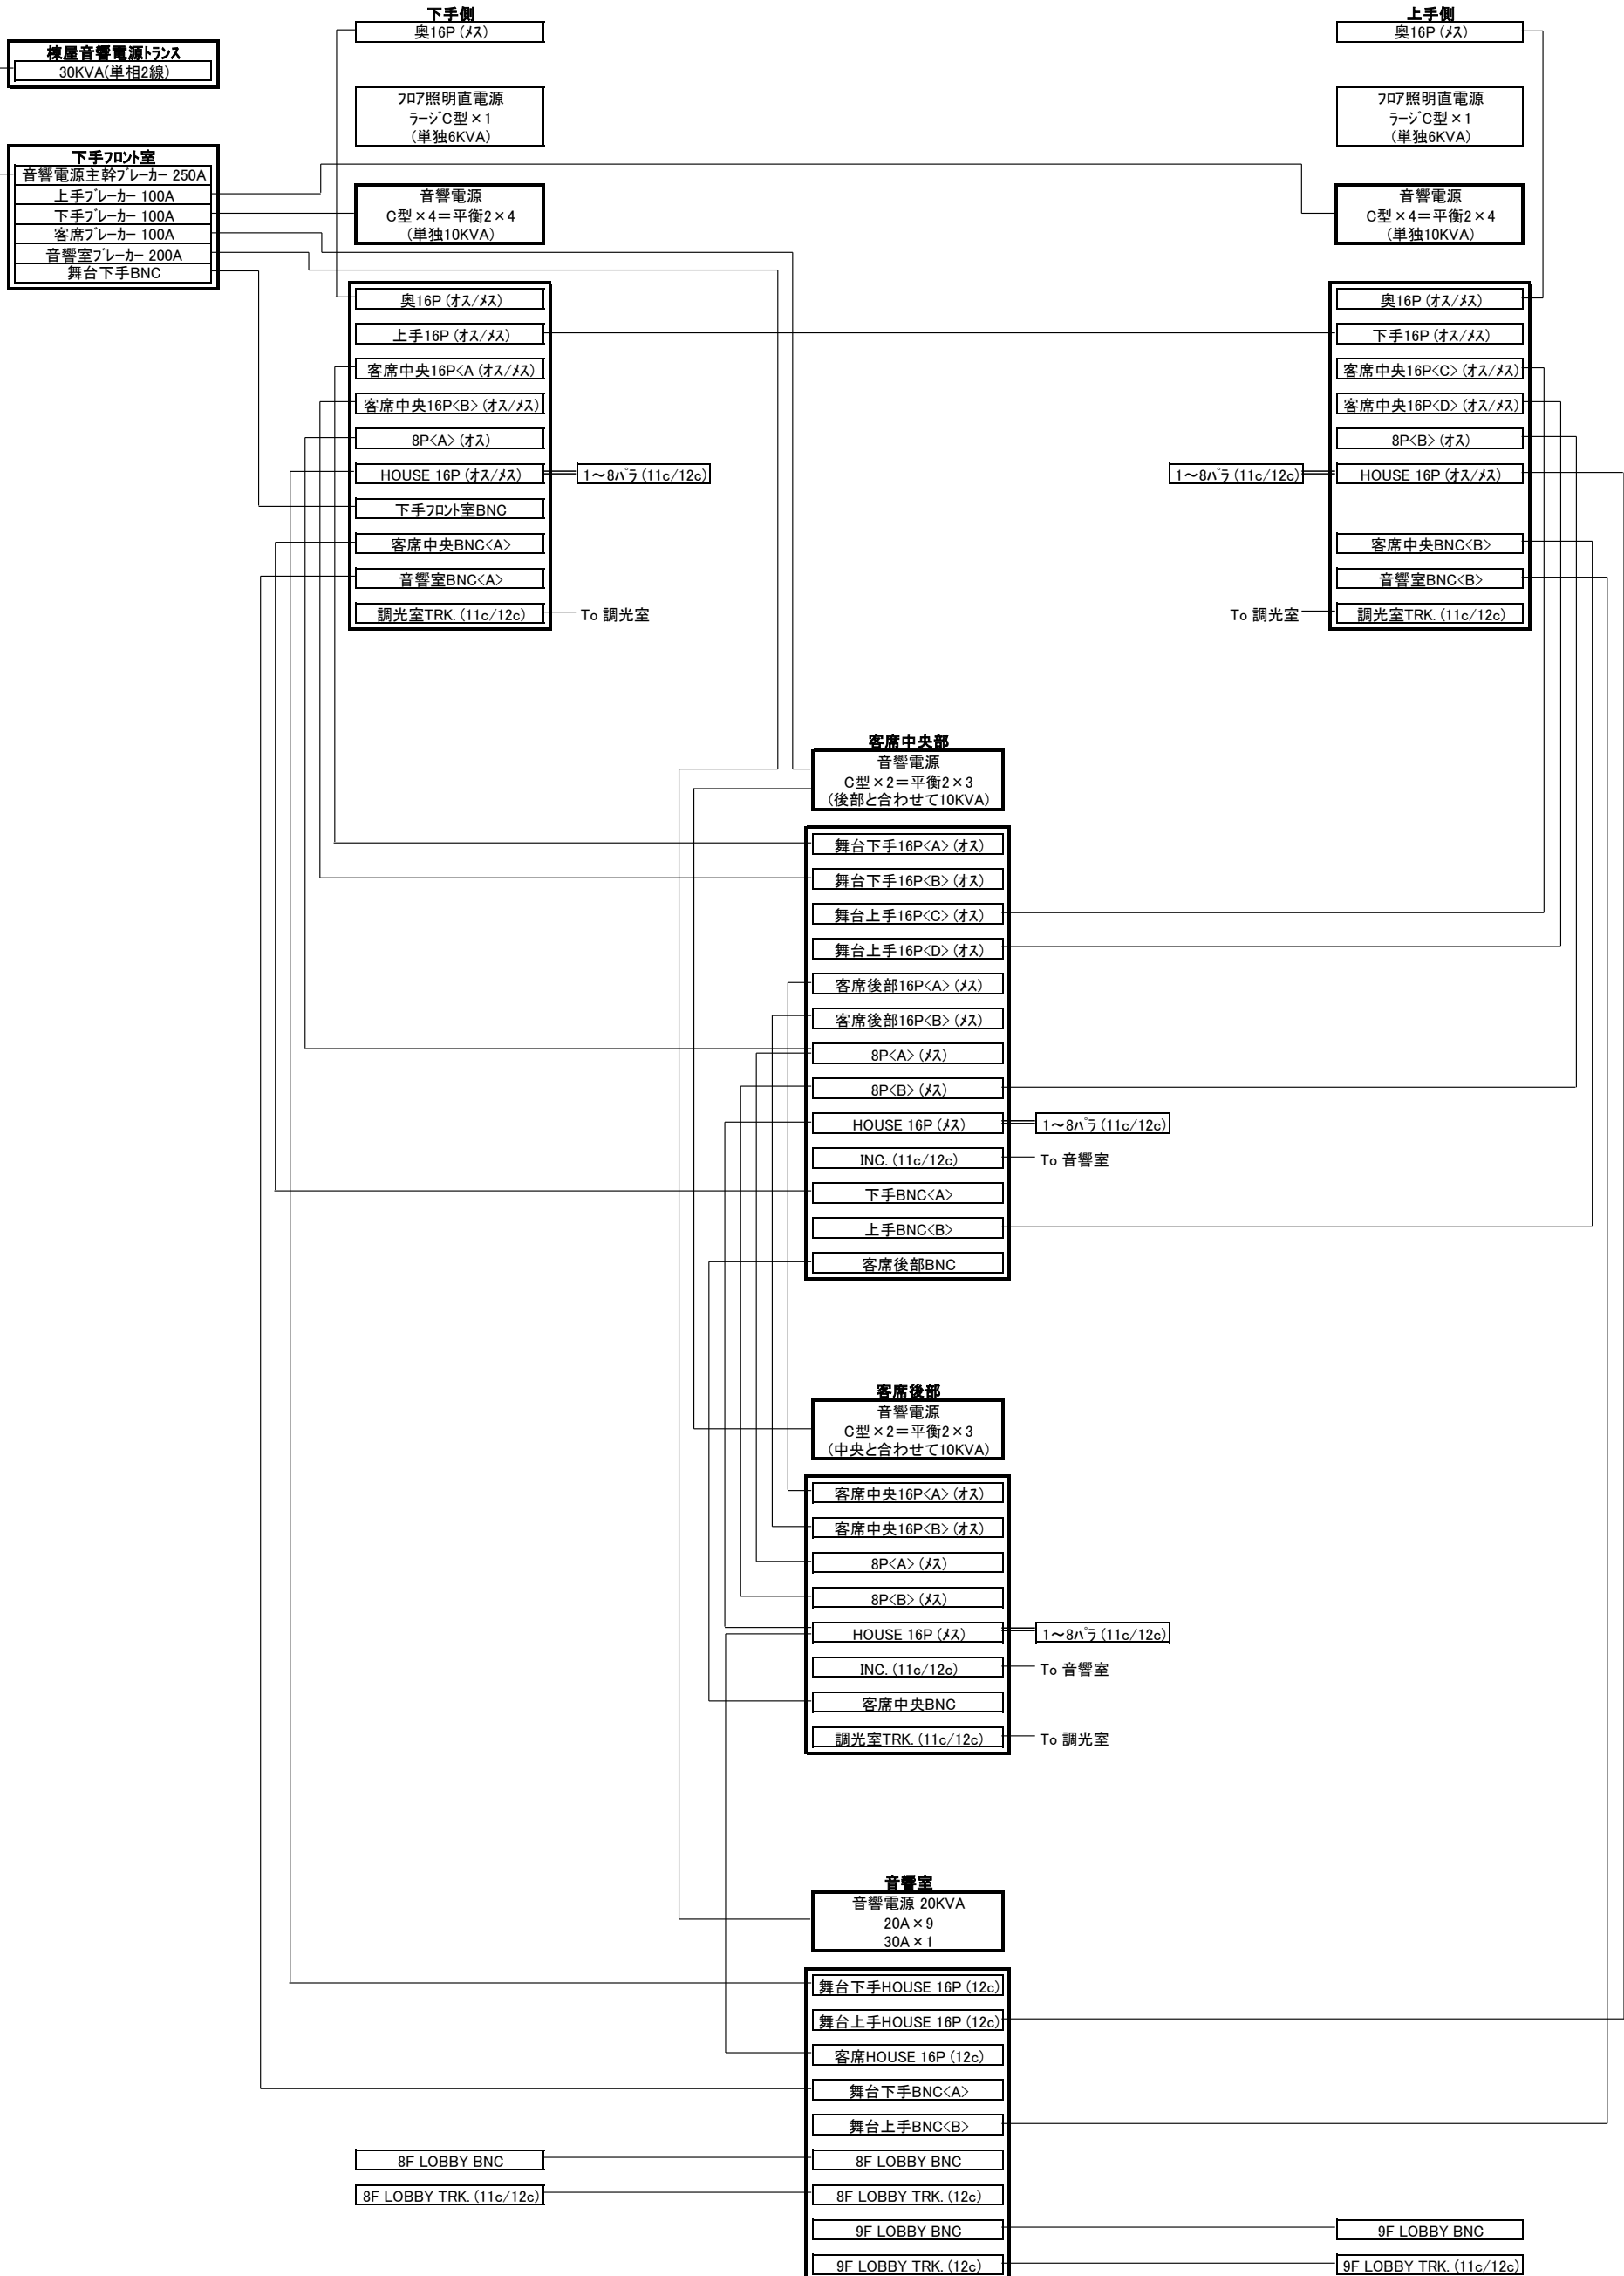 下手側
奥16P (ﾒｽ)
上手側
奥16P (ﾒｽ)
棟屋音響電源ﾄﾗﾝｽ
30KVA(単相2線)
ﾌﾛｱ照明直電源
ﾗｰｼﾞC型×1
(単独6KVA)
ﾌﾛｱ照明直電源
ﾗｰｼﾞC型×1
(単独6KVA)
下手ﾌﾛﾝﾄ室
音響電源主幹ﾌﾞﾚｰｶｰ 250A
上手ﾌﾞﾚｰｶｰ 100A
下手ﾌﾞﾚｰｶｰ 100A
客席ﾌﾞﾚｰｶｰ 100A
音響室ﾌﾞﾚｰｶｰ 200A
舞台下手BNC
音響電源
C型×4＝平衡2×4
(単独10KVA)
音響電源
C型×4＝平衡2×4
(単独10KVA)
奥16P (ｵｽ/ﾒｽ)
上手16P (ｵｽ/ﾒｽ)
客席中央16P<A (ｵｽ/ﾒｽ)
客席中央16P<B> (ｵｽ/ﾒｽ)
8P<A> (ｵｽ)
HOUSE 16P (ｵｽ/ﾒｽ)
1～8ﾊﾟﾗ (11c/12c)
下手ﾌﾛﾝﾄ室BNC
客席中央BNC<A>
音響室BNC<A>
調光室TRK. (11c/12c)
To 調光室
奥16P (ｵｽ/ﾒｽ)
下手16P (ｵｽ/ﾒｽ)
客席中央16P<C> (ｵｽ/ﾒｽ)
客席中央16P<D> (ｵｽ/ﾒｽ)
8P<B> (ｵｽ)
1～8ﾊﾟﾗ (11c/12c)
HOUSE 16P (ｵｽ/ﾒｽ)
客席中央BNC<B>
音響室BNC<B>
To 調光室
調光室TRK. (11c/12c)
客席中央部
音響電源
C型×2＝平衡2×3
(後部と合わせて10KVA)
舞台下手16P<A> (ｵｽ)
舞台下手16P<B> (ｵｽ)
舞台上手16P<C> (ｵｽ)
舞台上手16P<D> (ｵｽ)
客席後部16P<A> (ﾒｽ)
客席後部16P<B> (ﾒｽ)
8P<A> (ﾒｽ)
8P<B> (ﾒｽ)
HOUSE 16P (ﾒｽ)
1～8ﾊﾟﾗ (11c/12c)
INC. (11c/12c)
To 音響室
下手BNC<A>
上手BNC<B>
客席後部BNC
客席後部
音響電源
C型×2＝平衡2×3
(中央と合わせて10KVA)
客席中央16P<A> (ｵｽ)
客席中央16P<B> (ｵｽ)
8P<A> (ﾒｽ)
8P<B> (ﾒｽ)
HOUSE 16P (ﾒｽ)
1～8ﾊﾟﾗ (11c/12c)
INC. (11c/12c)
To 音響室
客席中央BNC
調光室TRK. (11c/12c)
To 調光室
音響室
音響電源 20KVA
20A×9
30A×1
舞台下手HOUSE 16P (12c)
舞台上手HOUSE 16P (12c)
客席HOUSE 16P (12c)
舞台下手BNC<A>
舞台上手BNC<B>
8F LOBBY BNC
8F LOBBY BNC
8F LOBBY TRK. (11c/12c)
8F LOBBY TRK. (12c)
9F LOBBY BNC
9F LOBBY BNC
9F LOBBY TRK. (12c)
9F LOBBY TRK. (11c/12c)